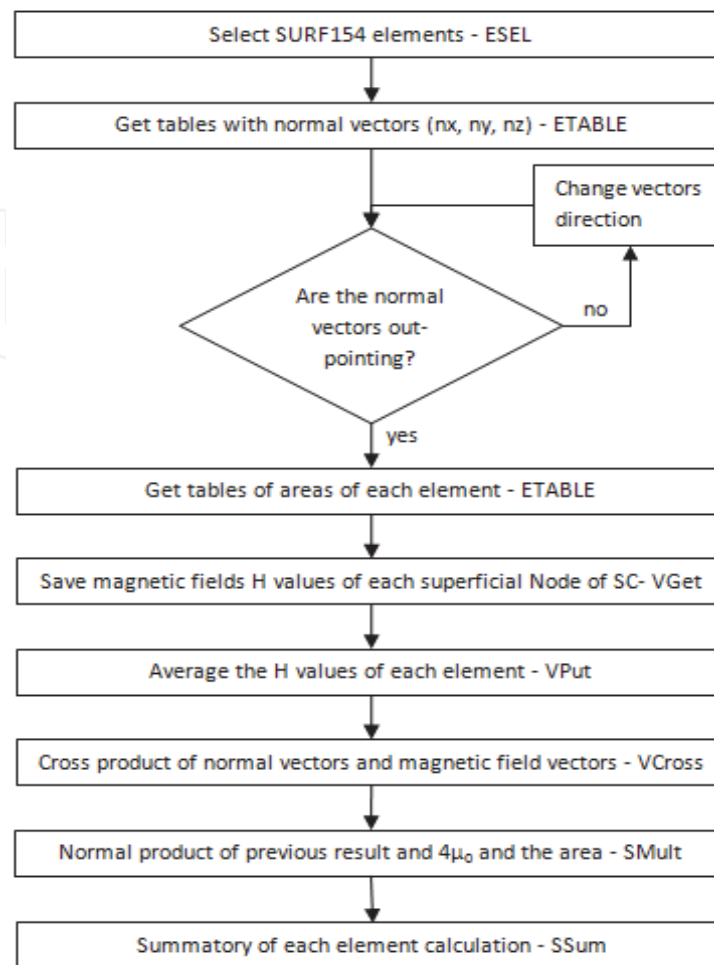 Select SURF154 elements - ESEL
Get tables with normal vectors (nx, ny, nz) - ETABLE
Change vectors
direction
Are the normal
vectors out-
pointing?
no
yes
Get tables of areas of each element - ETABLE
Save magnetic fields H values of each superficial Node of SC- VGet
Average the H values of each element - VPut
Cross product of normal vectors and magnetic field vectors - VCross
Normal product of previous result and 4μ₀ and the area - SMult
Summatory of each element calculation - SSum